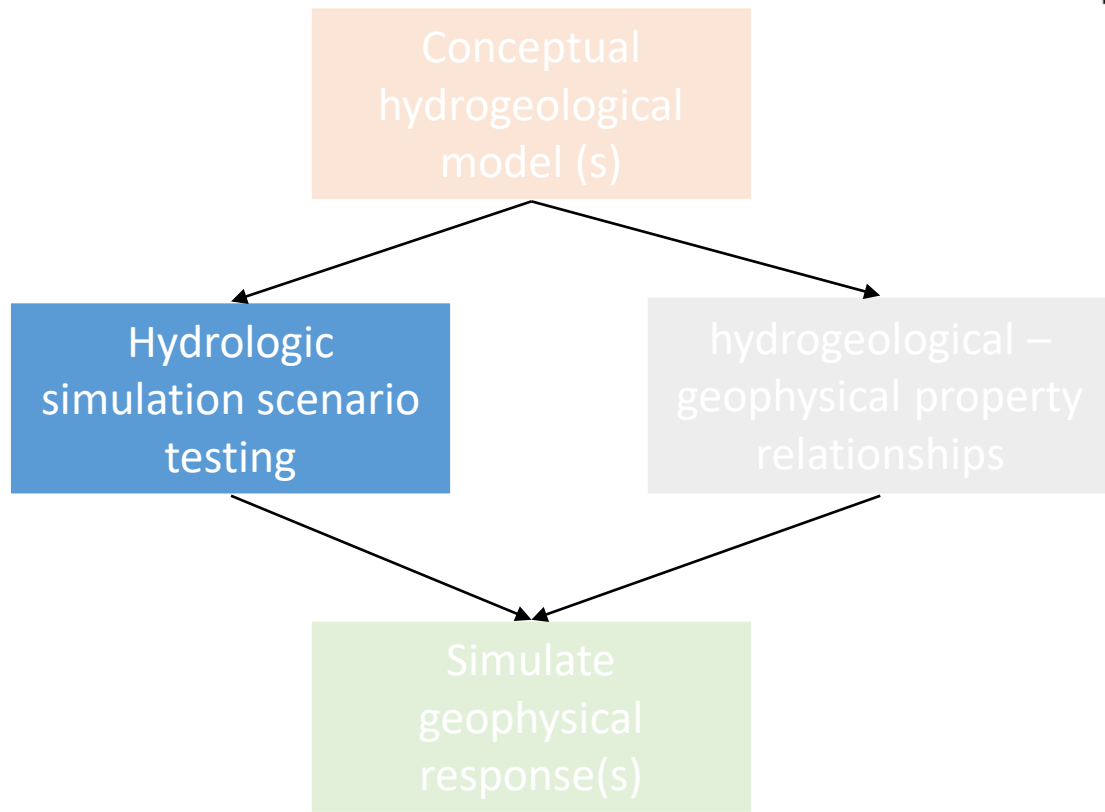 Conceptual
hydrogeological
model (s)
Hydrologic
simulation scenario
testing
hydrogeological –
geophysical property
relationships
Simulate
geophysical
response(s)